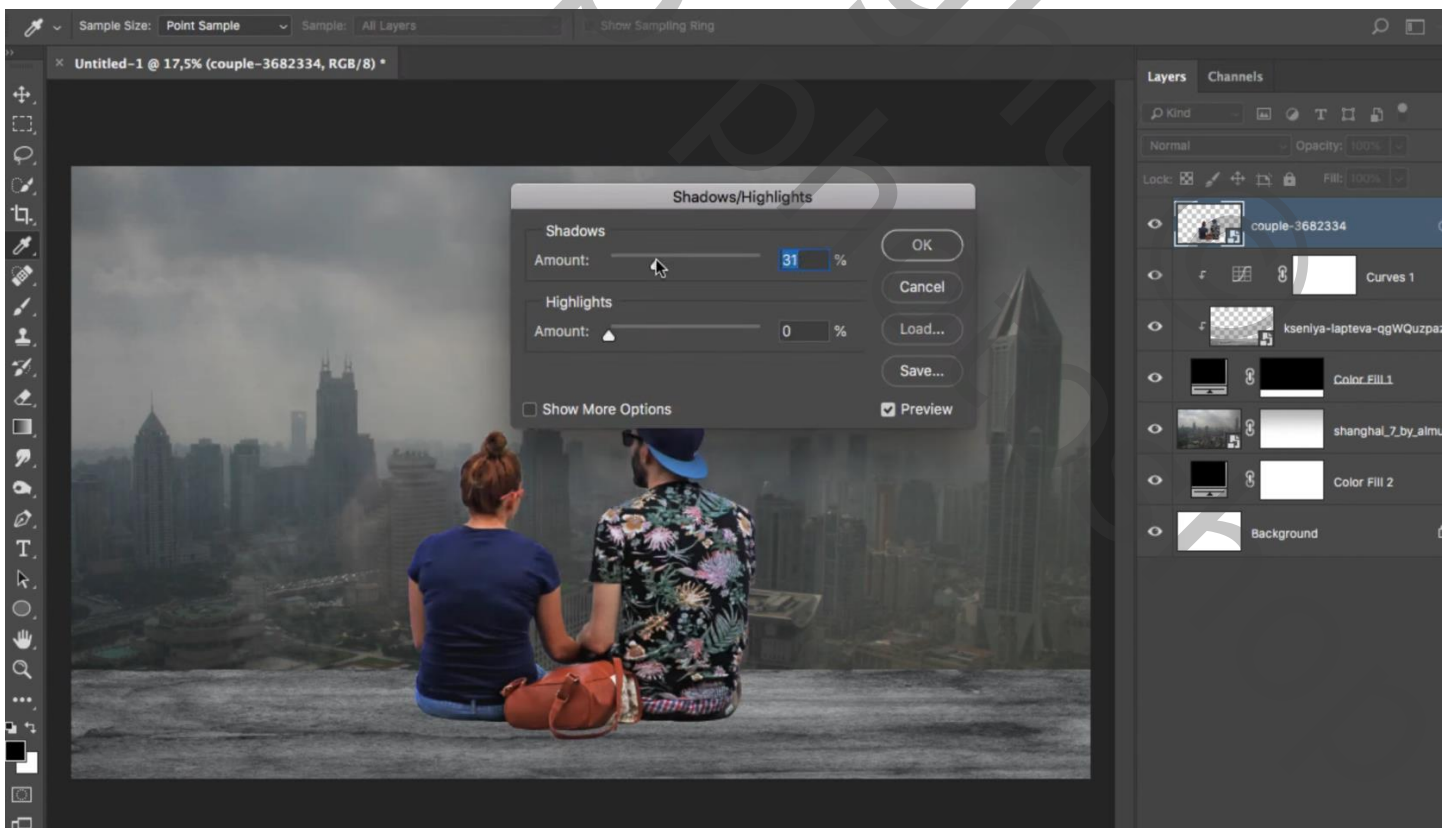 Sample Size: Point Sample Sample: All Layers Show Sampling Ring
× Untitled-1 @ 17,5% (couple-3682334, RGB/8) *
Shadows/Highlights
Shadows
Amount: 31 %
Highlights
Amount: 0 %
Show More Options
OK
Cancel
Load...
Save...
Preview
Layers Channels
Kind
Normal Opacity: 100%
Lock: Fill: 100%
couple-3682334
Curves 1
kseniya-lapteva-qgWQuzpaz
Color Fill 1
shanghai_7_by_almu
Color Fill 2
Background